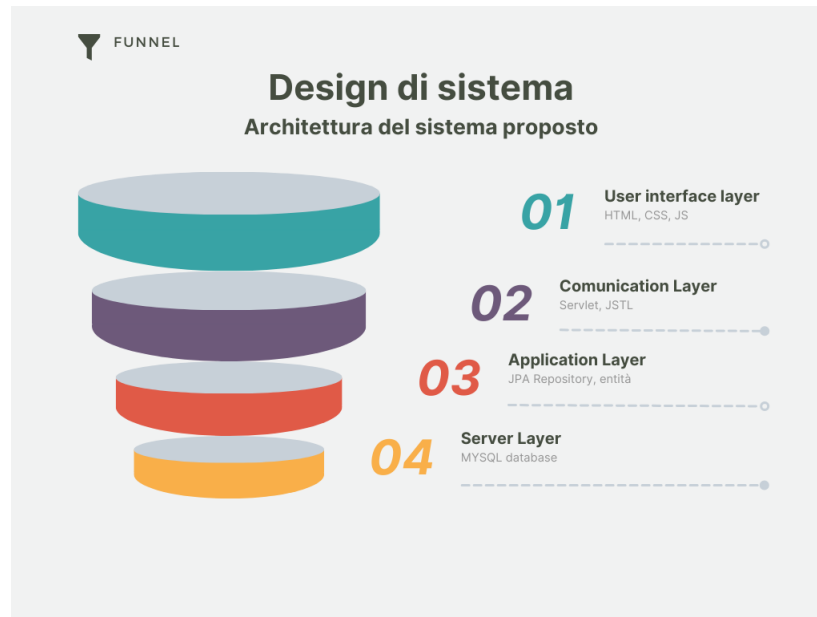 FUNNEL
Design di sistema
Architettura del sistema proposto
01
User interface layer
HTML, CSS, JS
02
Comunication Layer
Servlet, JSTL
03
Application Layer
JPA Repository, entità
04
Server Layer
MYSQL database